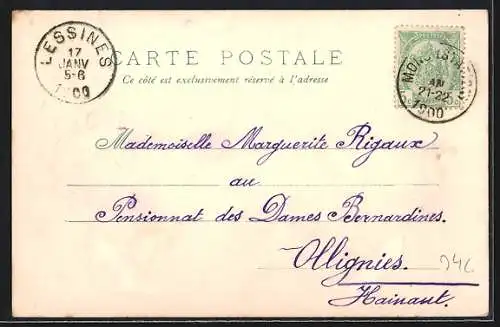 LESSINES
17
JANV
5-6
1900
CARTE POSTALE
Ce côté est exclusivement réservé à l'adresse
21-22
1900
Mademoiselle Marguerite Rigaux
au
Pensionnat des Dames Bernardines.
Ollignies.
Hainaut.